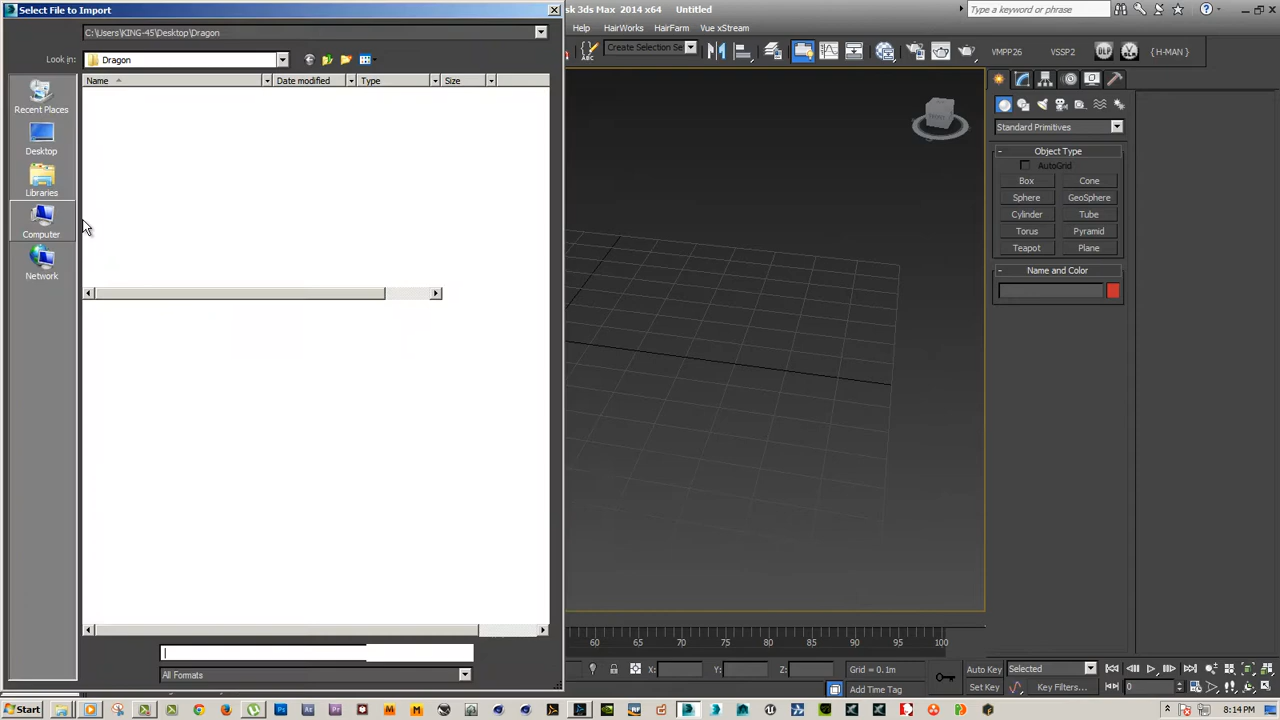 Select File to Import
sk 3ds Max 2014 x64 Untitled
Type a keyword or phrase
C:\Users\KING-45\Desktop\Dragon
Help HairWorks HairFarm Vue xStream
Look in: Dragon
Create Selection Se
VMPP26 VSSP2 {H-MAN}
Name Date modified Type Size
Recent Places
Desktop
Libraries
Computer
Network
Standard Primitives
- Object Type
AutoGrid
Box Cone
Sphere GeoSphere
Cylinder Tube
Torus Pyramid
Teapot Plane
- Name and Color
All Formats
60 65 70 75 80 85 90 95 100
X: Y: Z: Grid = 0.1m Auto Key Selected
Add Time Tag Set Key Key Filters... 0
Start 8:14 PM